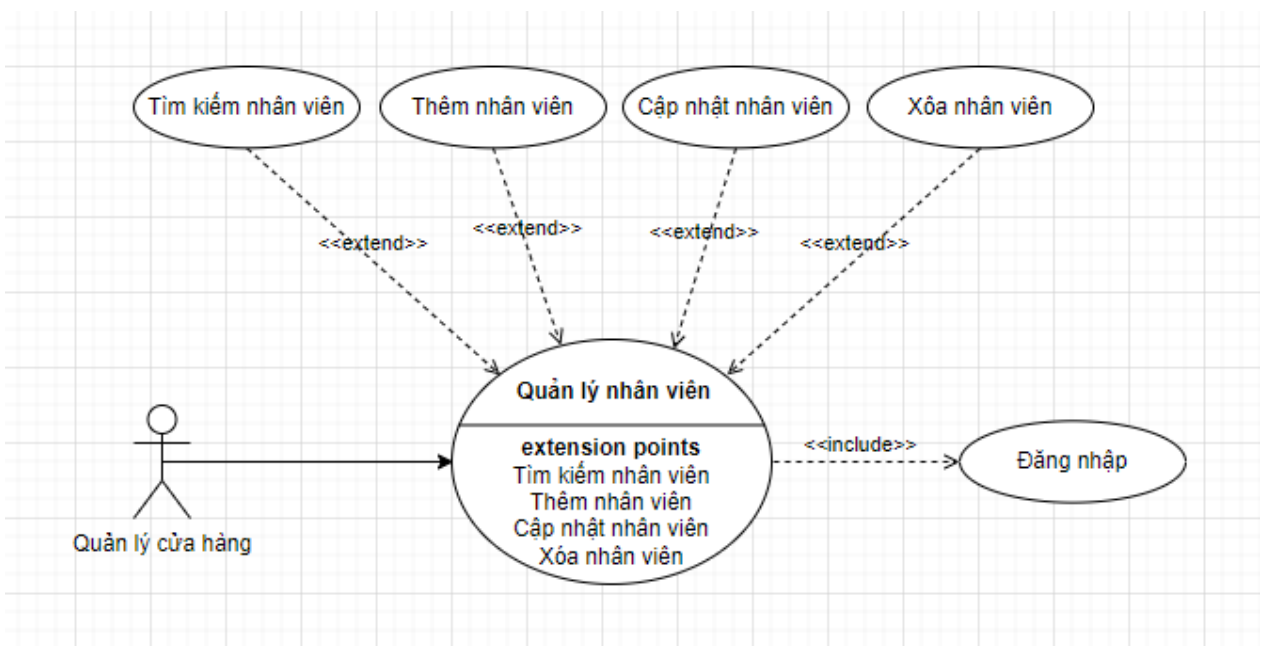 Tìm kiếm nhân viên
Thêm nhân viên
Cập nhật nhân viên
Xôa nhân viên
<<extend>>
<<extend>>
<<extend>>
<<extend>>
Quản lý nhân viên
extension points
Tìm kiếm nhân viên
Thêm nhân viên
Cập nhật nhân viên
Xóa nhân viên
<<include>>
Đăng nhập
Quản lý cửa hàng